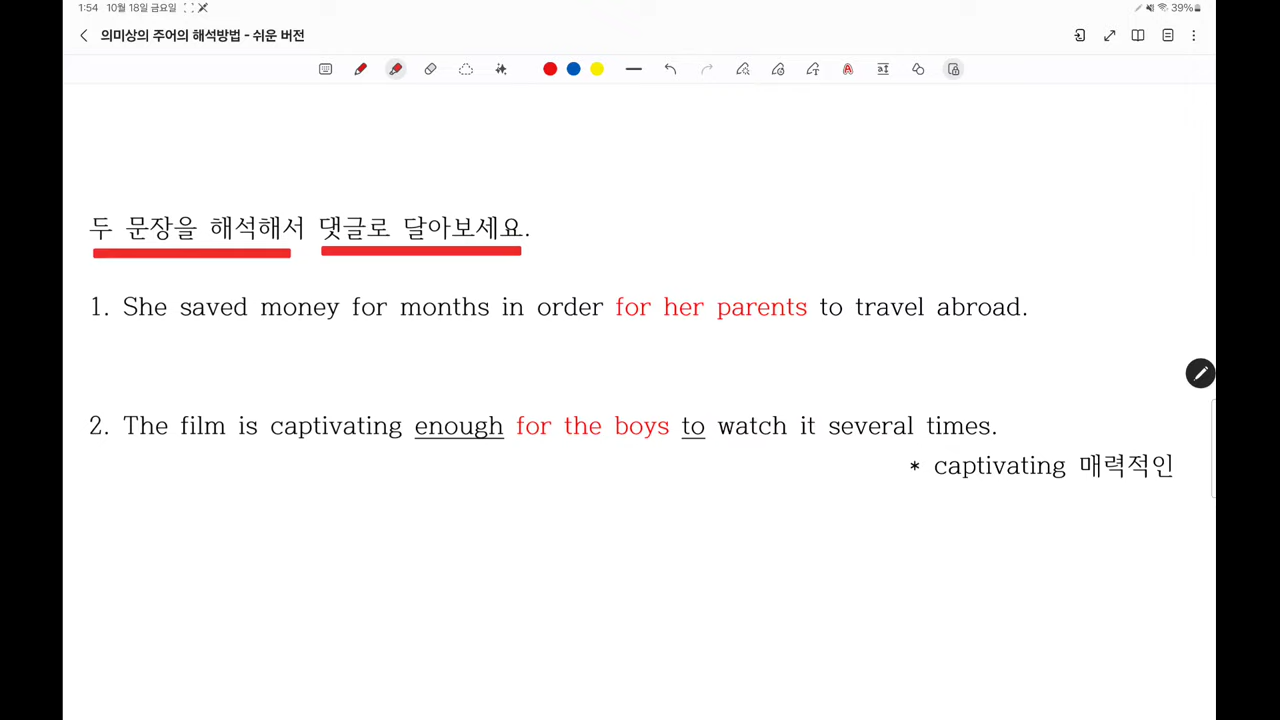 1:54 10월 18일 금요일 39%
의미상의 주어의 해석방법 - 쉬운 버전
두 문장을 해석해서 댓글로 달아보세요.
1. She saved money for months in order for her parents to travel abroad.
2. The film is captivating enough for the boys to watch it several times.
* captivating 매력적인